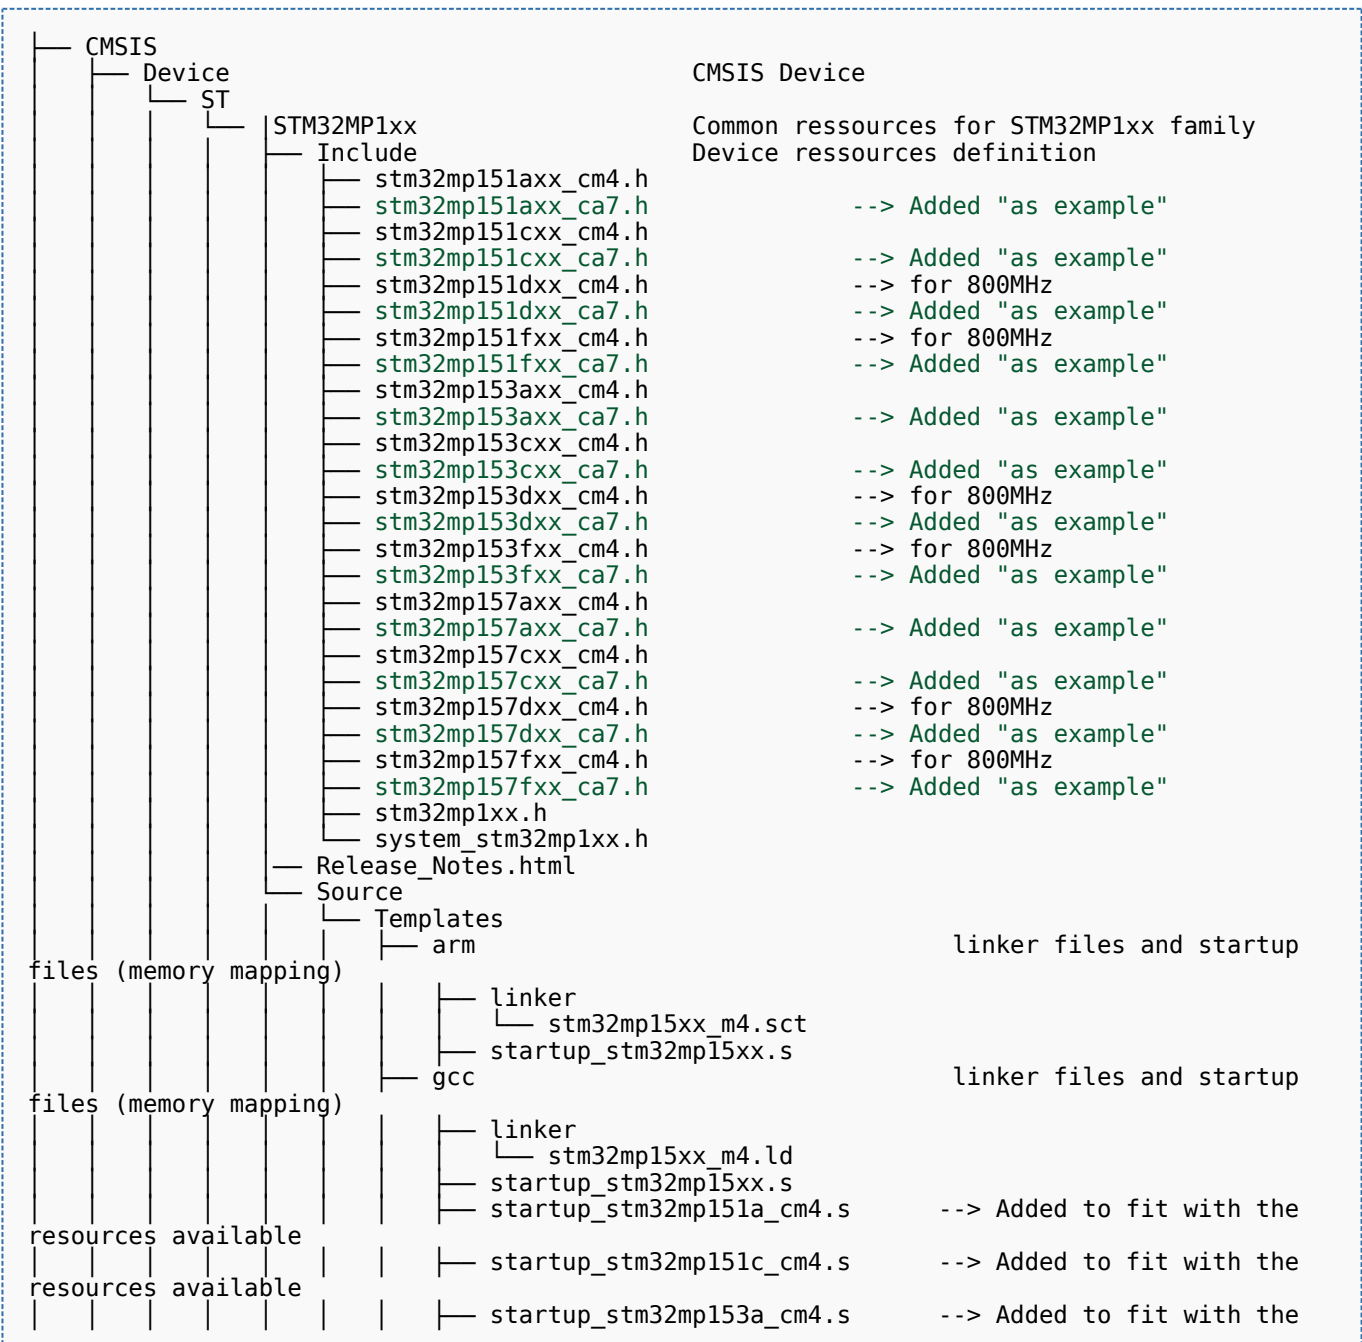 ├── CMSIS
│   ├── Device                                CMSIS Device
│   │   └── ST
│   │   │   └── |STM32MP1xx                   Common ressources for STM32MP1xx family
│   │   │   │   ├── Include                   Device ressources definition
│   │   │   │   │   ├── stm32mp151axx_cm4.h
│   │   │   │   │   ├── stm32mp151axx_ca7.h              --> Added "as example"
│   │   │   │   │   ├── stm32mp151cxx_cm4.h
│   │   │   │   │   ├── stm32mp151cxx_ca7.h              --> Added "as example"
│   │   │   │   │   ├── stm32mp151dxx_cm4.h              --> for 800MHz
│   │   │   │   │   ├── stm32mp151dxx_ca7.h              --> Added "as example"
│   │   │   │   │   ├── stm32mp151fxx_cm4.h              --> for 800MHz
│   │   │   │   │   ├── stm32mp151fxx_ca7.h              --> Added "as example"
│   │   │   │   │   ├── stm32mp153axx_cm4.h
│   │   │   │   │   ├── stm32mp153axx_ca7.h              --> Added "as example"
│   │   │   │   │   ├── stm32mp153cxx_cm4.h
│   │   │   │   │   ├── stm32mp153cxx_ca7.h              --> Added "as example"
│   │   │   │   │   ├── stm32mp153dxx_cm4.h              --> for 800MHz
│   │   │   │   │   ├── stm32mp153dxx_ca7.h              --> Added "as example"
│   │   │   │   │   ├── stm32mp153fxx_cm4.h              --> for 800MHz
│   │   │   │   │   ├── stm32mp153fxx_ca7.h              --> Added "as example"
│   │   │   │   │   ├── stm32mp157axx_cm4.h
│   │   │   │   │   ├── stm32mp157axx_ca7.h              --> Added "as example"
│   │   │   │   │   ├── stm32mp157cxx_cm4.h
│   │   │   │   │   ├── stm32mp157cxx_ca7.h              --> Added "as example"
│   │   │   │   │   ├── stm32mp157dxx_cm4.h              --> for 800MHz
│   │   │   │   │   ├── stm32mp157dxx_ca7.h              --> Added "as example"
│   │   │   │   │   ├── stm32mp157fxx_cm4.h              --> for 800MHz
│   │   │   │   │   ├── stm32mp157fxx_ca7.h              --> Added "as example"
│   │   │   │   │   ├── stm32mp1xx.h
│   │   │   │   │   └── system_stm32mp1xx.h
│   │   │   │   |── Release_Notes.html
│   │   │   │   └── Source
│   │   │   │   │   └── Templates
│   │   │   │   │   │   ├── arm                                 linker files and startup
files (memory mapping)
│   │   │   │   │   │   │   ├── linker
│   │   │   │   │   │   │   │   └── stm32mp15xx_m4.sct
│   │   │   │   │   │   │   ├── startup_stm32mp15xx.s
│   │   │   │   │   │   ├── gcc                                 linker files and startup
files (memory mapping)
│   │   │   │   │   │   │   ├── linker
│   │   │   │   │   │   │   │   └── stm32mp15xx_m4.ld
│   │   │   │   │   │   │   ├── startup_stm32mp15xx.s
│   │   │   │   │   │   │   ├── startup_stm32mp151a_cm4.s      --> Added to fit with the
resources available
│   │   │   │   │   │   │   ├── startup_stm32mp151c_cm4.s      --> Added to fit with the
resources available
│   │   │   │   │   │   │   ├── startup_stm32mp153a_cm4.s      --> Added to fit with the